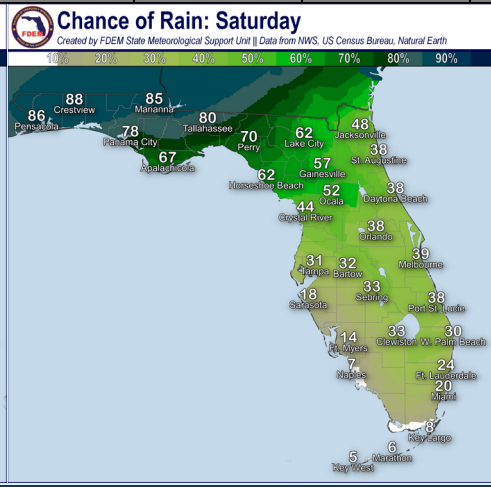 FDEM
Chance of Rain: Saturday
Created by FDEM State Meteorological Support Unit || Data from NWS, US Census Bureau, Natural Earth
10% 20% 30% 40% 50% 60% 70% 80% 90%
88
Crestview
85
Marianna
86
Pensacola
80
Tallahassee
78
Panama City
67
Apalachicola
70
Perry
62
Lake City
48
Jacksonville
38
St. Augustine
57
Gainesville
62
Horseshoe Beach
52
Ocala
38
Daytona Beach
44
Crystal River
38
Orlando
39
Melbourne
31
Tampa
32
Bartow
33
Sebring
18
Sarasota
38
Port St. Lucie
14
Ft. Myers
33
Clewiston
30
W. Palm Beach
7
Naples
24
Ft. Lauderdale
20
Miami
8
Key Largo
6
Marathon
5
Key West